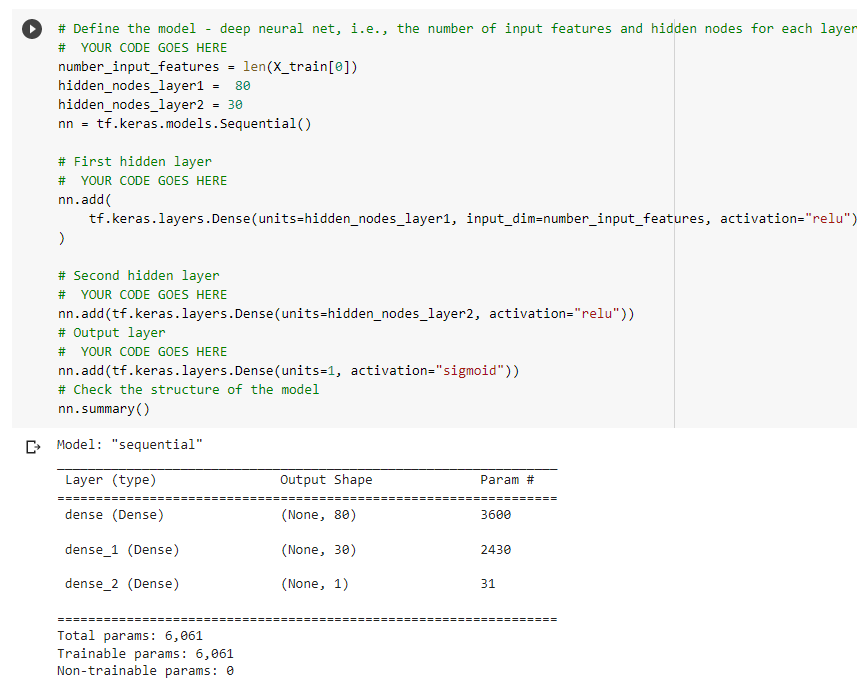 # Define the model - deep neural net, i.e., the number of input features and hidden nodes for each layer
#  YOUR CODE GOES HERE
number_input_features = len(X_train[0])
hidden_nodes_layer1 =  80
hidden_nodes_layer2 = 30
nn = tf.keras.models.Sequential()
# First hidden layer
#  YOUR CODE GOES HERE
nn.add(
    tf.keras.layers.Dense(units=hidden_nodes_layer1, input_dim=number_input_features, activation="relu")
)
# Second hidden layer
#  YOUR CODE GOES HERE
nn.add(tf.keras.layers.Dense(units=hidden_nodes_layer2, activation="relu"))
# Output layer
#  YOUR CODE GOES HERE
nn.add(tf.keras.layers.Dense(units=1, activation="sigmoid"))
# Check the structure of the model
nn.summary()
Model: "sequential"
_________________________________________________________________
Layer (type)                Output Shape              Param #
=================================================================
dense (Dense)               (None, 80)                3600
dense_1 (Dense)             (None, 30)                2430
dense_2 (Dense)             (None, 1)                 31
=================================================================
Total params: 6,061
Trainable params: 6,061
Non-trainable params: 0